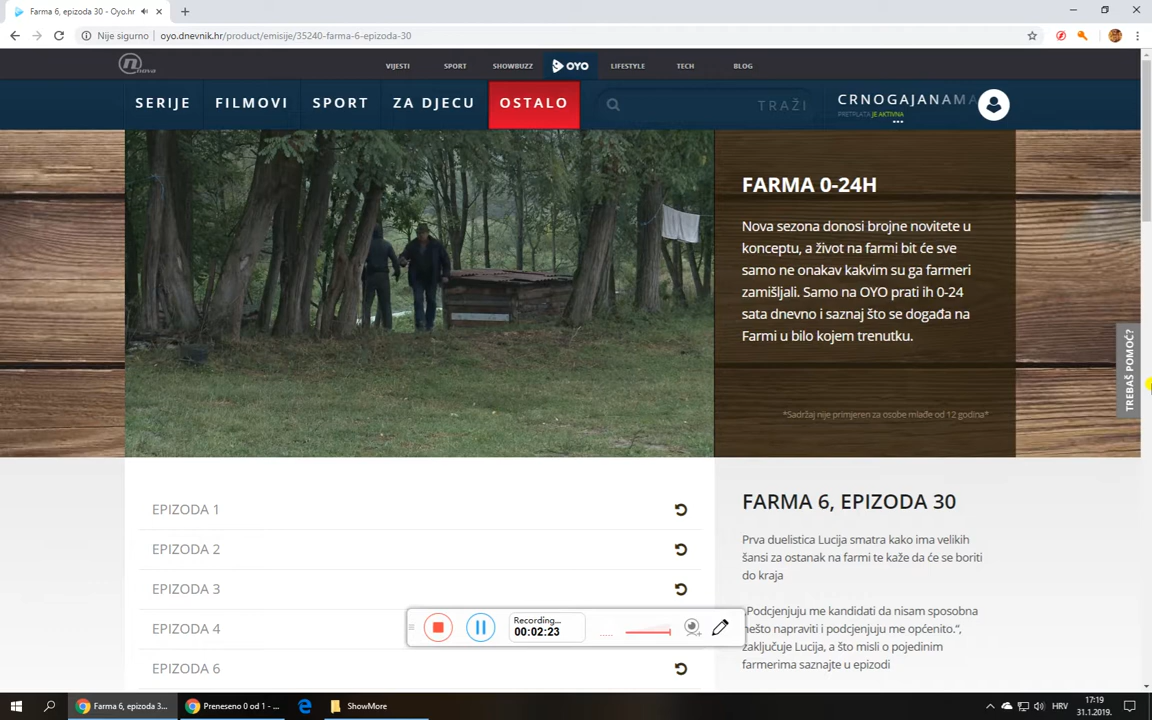 Farma 6, epizoda 30 - Oyo.hr
Nije sigurno
oyo.dnevnik.hr/product/emisije/35240-farma-6-epizoda-30
nova
VIJESTI
SPORT
SHOWBUZZ
OYO
LIFESTYLE
TECH
BLOG
SERIJE
FILMOVI
SPORT
ZA DJECU
OSTALO
TRAŽI
CRNOGAJANAMA
PRETPLATA JE AKTIVNA
FARMA 0-24H
Nova sezona donosi brojne novitete u
konceptu, a život na farmi bit će sve
samo ne onakav kakvim su ga farmeri
zamišljali. Samo na OYO prati ih 0-24
sata dnevno i saznaj što se događa na
Farmi u bilo kojem trenutku.
*Sadržaj nije primjeren za osobe mlađe od 12 godina*
TREBAŠ POMOĆ?
EPIZODA 1
EPIZODA 2
EPIZODA 3
EPIZODA 4
EPIZODA 6
FARMA 6, EPIZODA 30
Prva duelistica Lucija smatra kako ima velikih
šansi za ostanak na farmi te kaže da će se boriti
do kraja
„Podcjenjuju me kandidati da nisam sposobna
nešto napraviti i podcjenjuju me općenito.“,
zaključuje Lucija, a što misli o pojedinim
farmerima saznajte u epizodi
Recording...
00:02:23
Farma 6, epizoda 3...
Preneseno 0 od 1 - ...
ShowMore
HRV
17:19
31.1.2019.